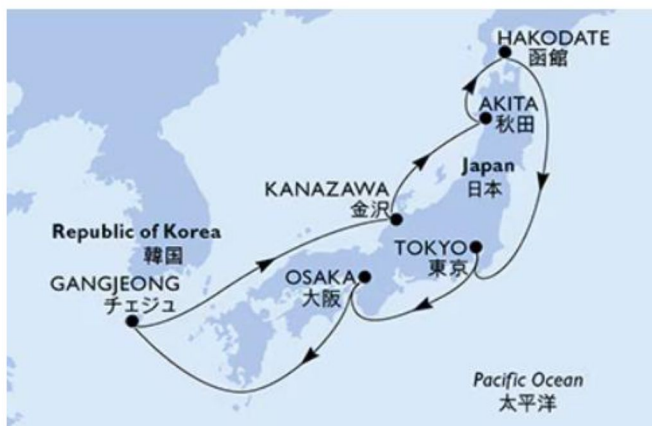 HAKODATE
函館
AKITA
秋田
Japan
日本
KANAZAWA
金沢
Republic of Korea
韓国
TOKYO
東京
OSAKA
大阪
GANGJEONG
チェジュ
Pacific Ocean
太平洋